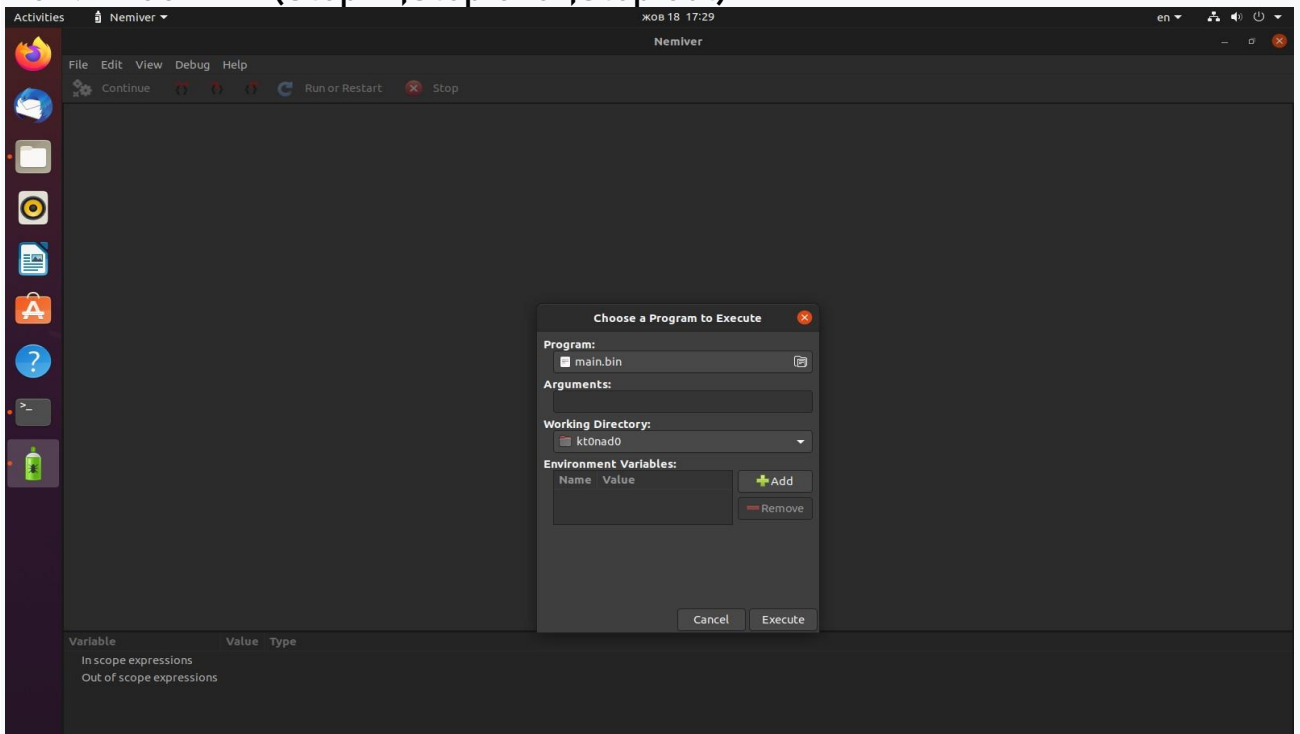 Activities Nemiver жов 18 17:29 en
Nemiver
File Edit View Debug Help
Continue Run or Restart Stop
Choose a Program to Execute
Program:
main.bin
Arguments:
Working Directory:
kt0nad0
Environment Variables:
Name Value Add
Remove
Cancel Execute
Variable Value Type
In scope expressions
Out of scope expressions